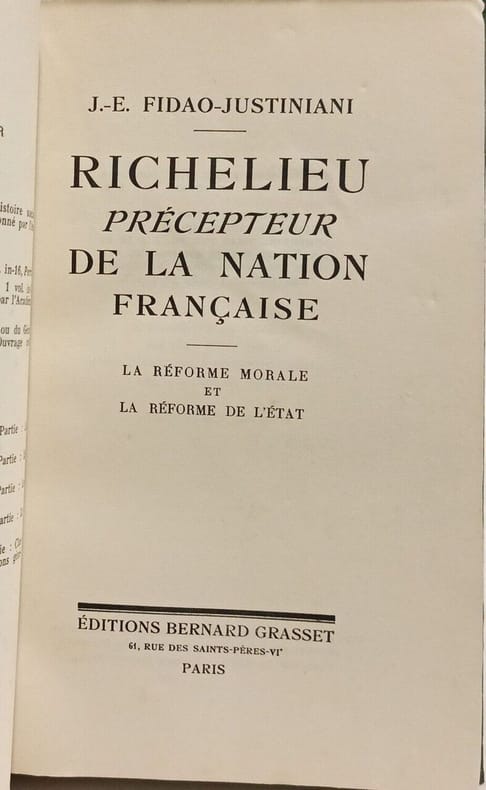 J.-E. FIDAO-JUSTINIANI
RICHELIEU
PRÉCEPTEUR
DE LA NATION
FRANÇAISE
LA RÉFORME MORALE
ET
LA RÉFORME DE L'ÉTAT
ÉDITIONS BERNARD GRASSET
61, RUE DES SAINTS-PÈRES-VIᵉ
PARIS